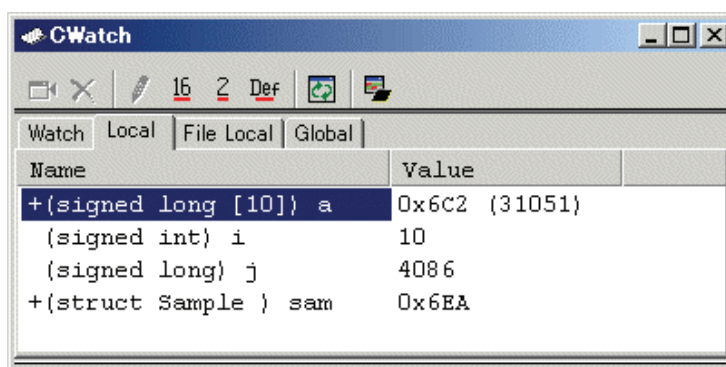 CWatch
16 2 Def
Watch Local File Local Global
Name Value
+(signed long [10]) a 0x6C2 (31051)
(signed int) i 10
(signed long) j 4086
+(struct Sample ) sam 0x6EA